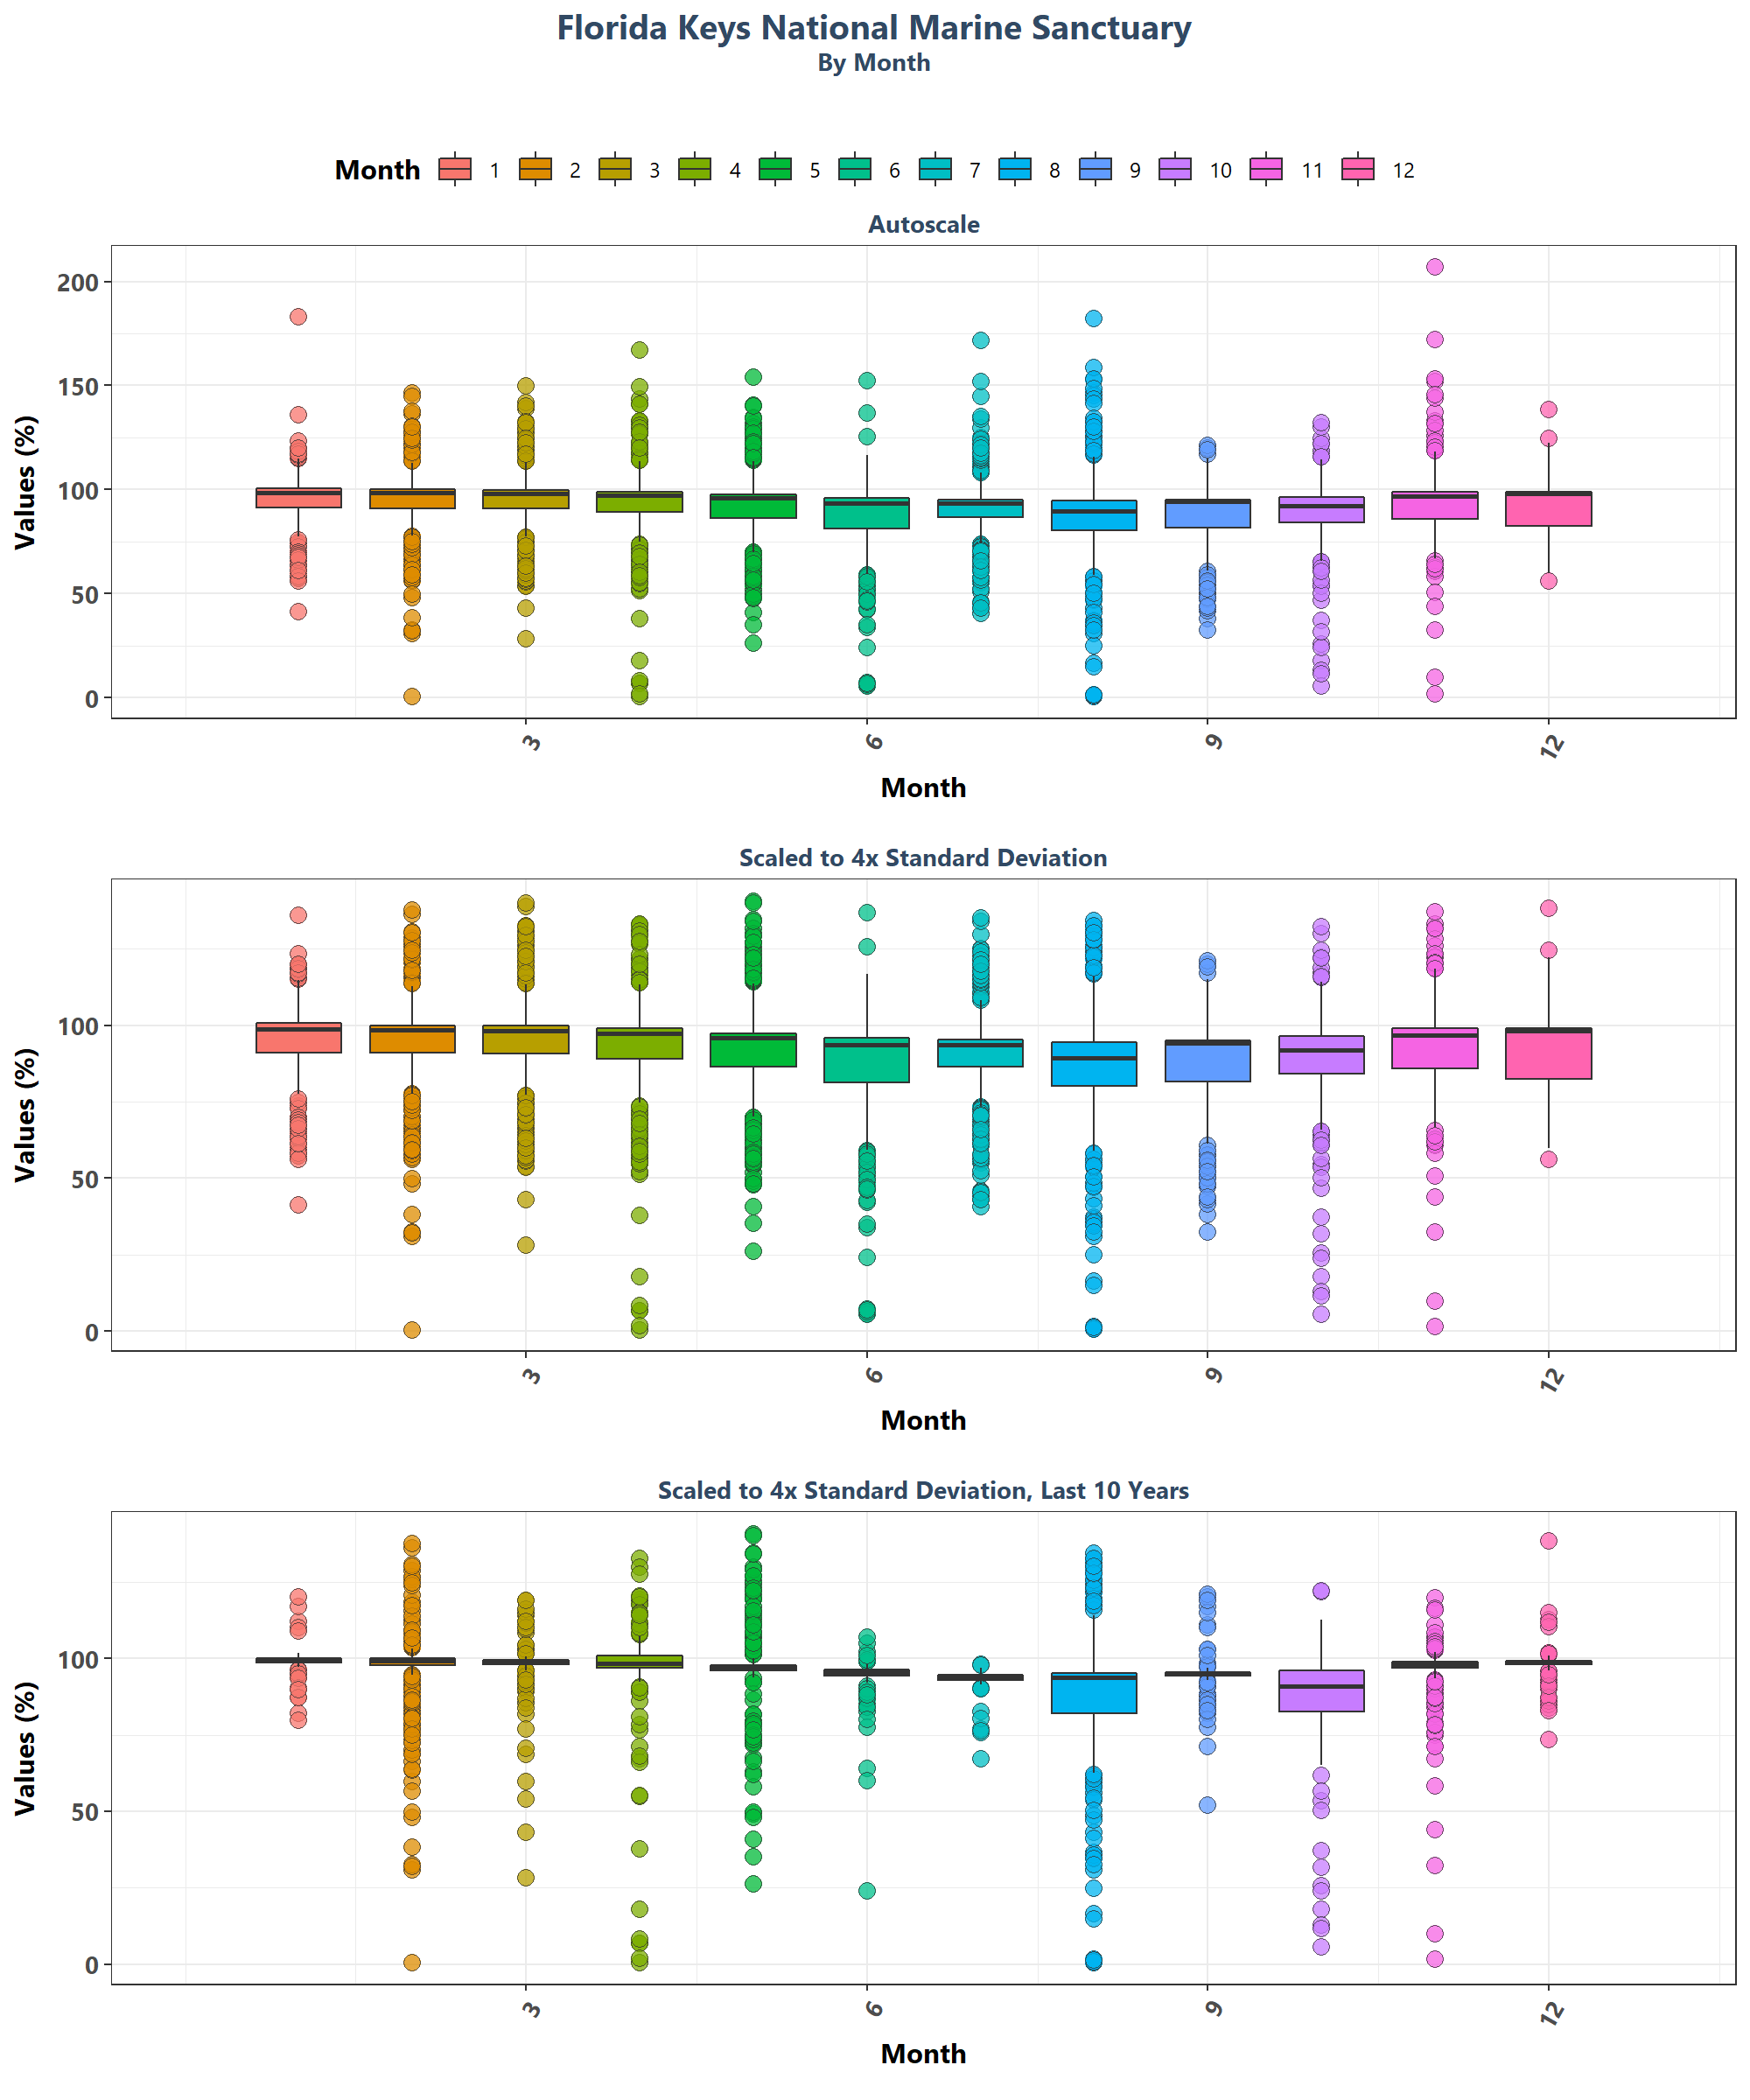 Florida Keys National Marine Sanctuary
By Month
Month 1 2 3 4 5 6 7 8 9 10 11 12
Autoscale
Values (%)
200
150
100
50
0
3 6 9 12
Month
Scaled to 4x Standard Deviation
Values (%)
100
50
0
3 6 9 12
Month
Scaled to 4x Standard Deviation, Last 10 Years
Values (%)
100
50
0
3 6 9 12
Month